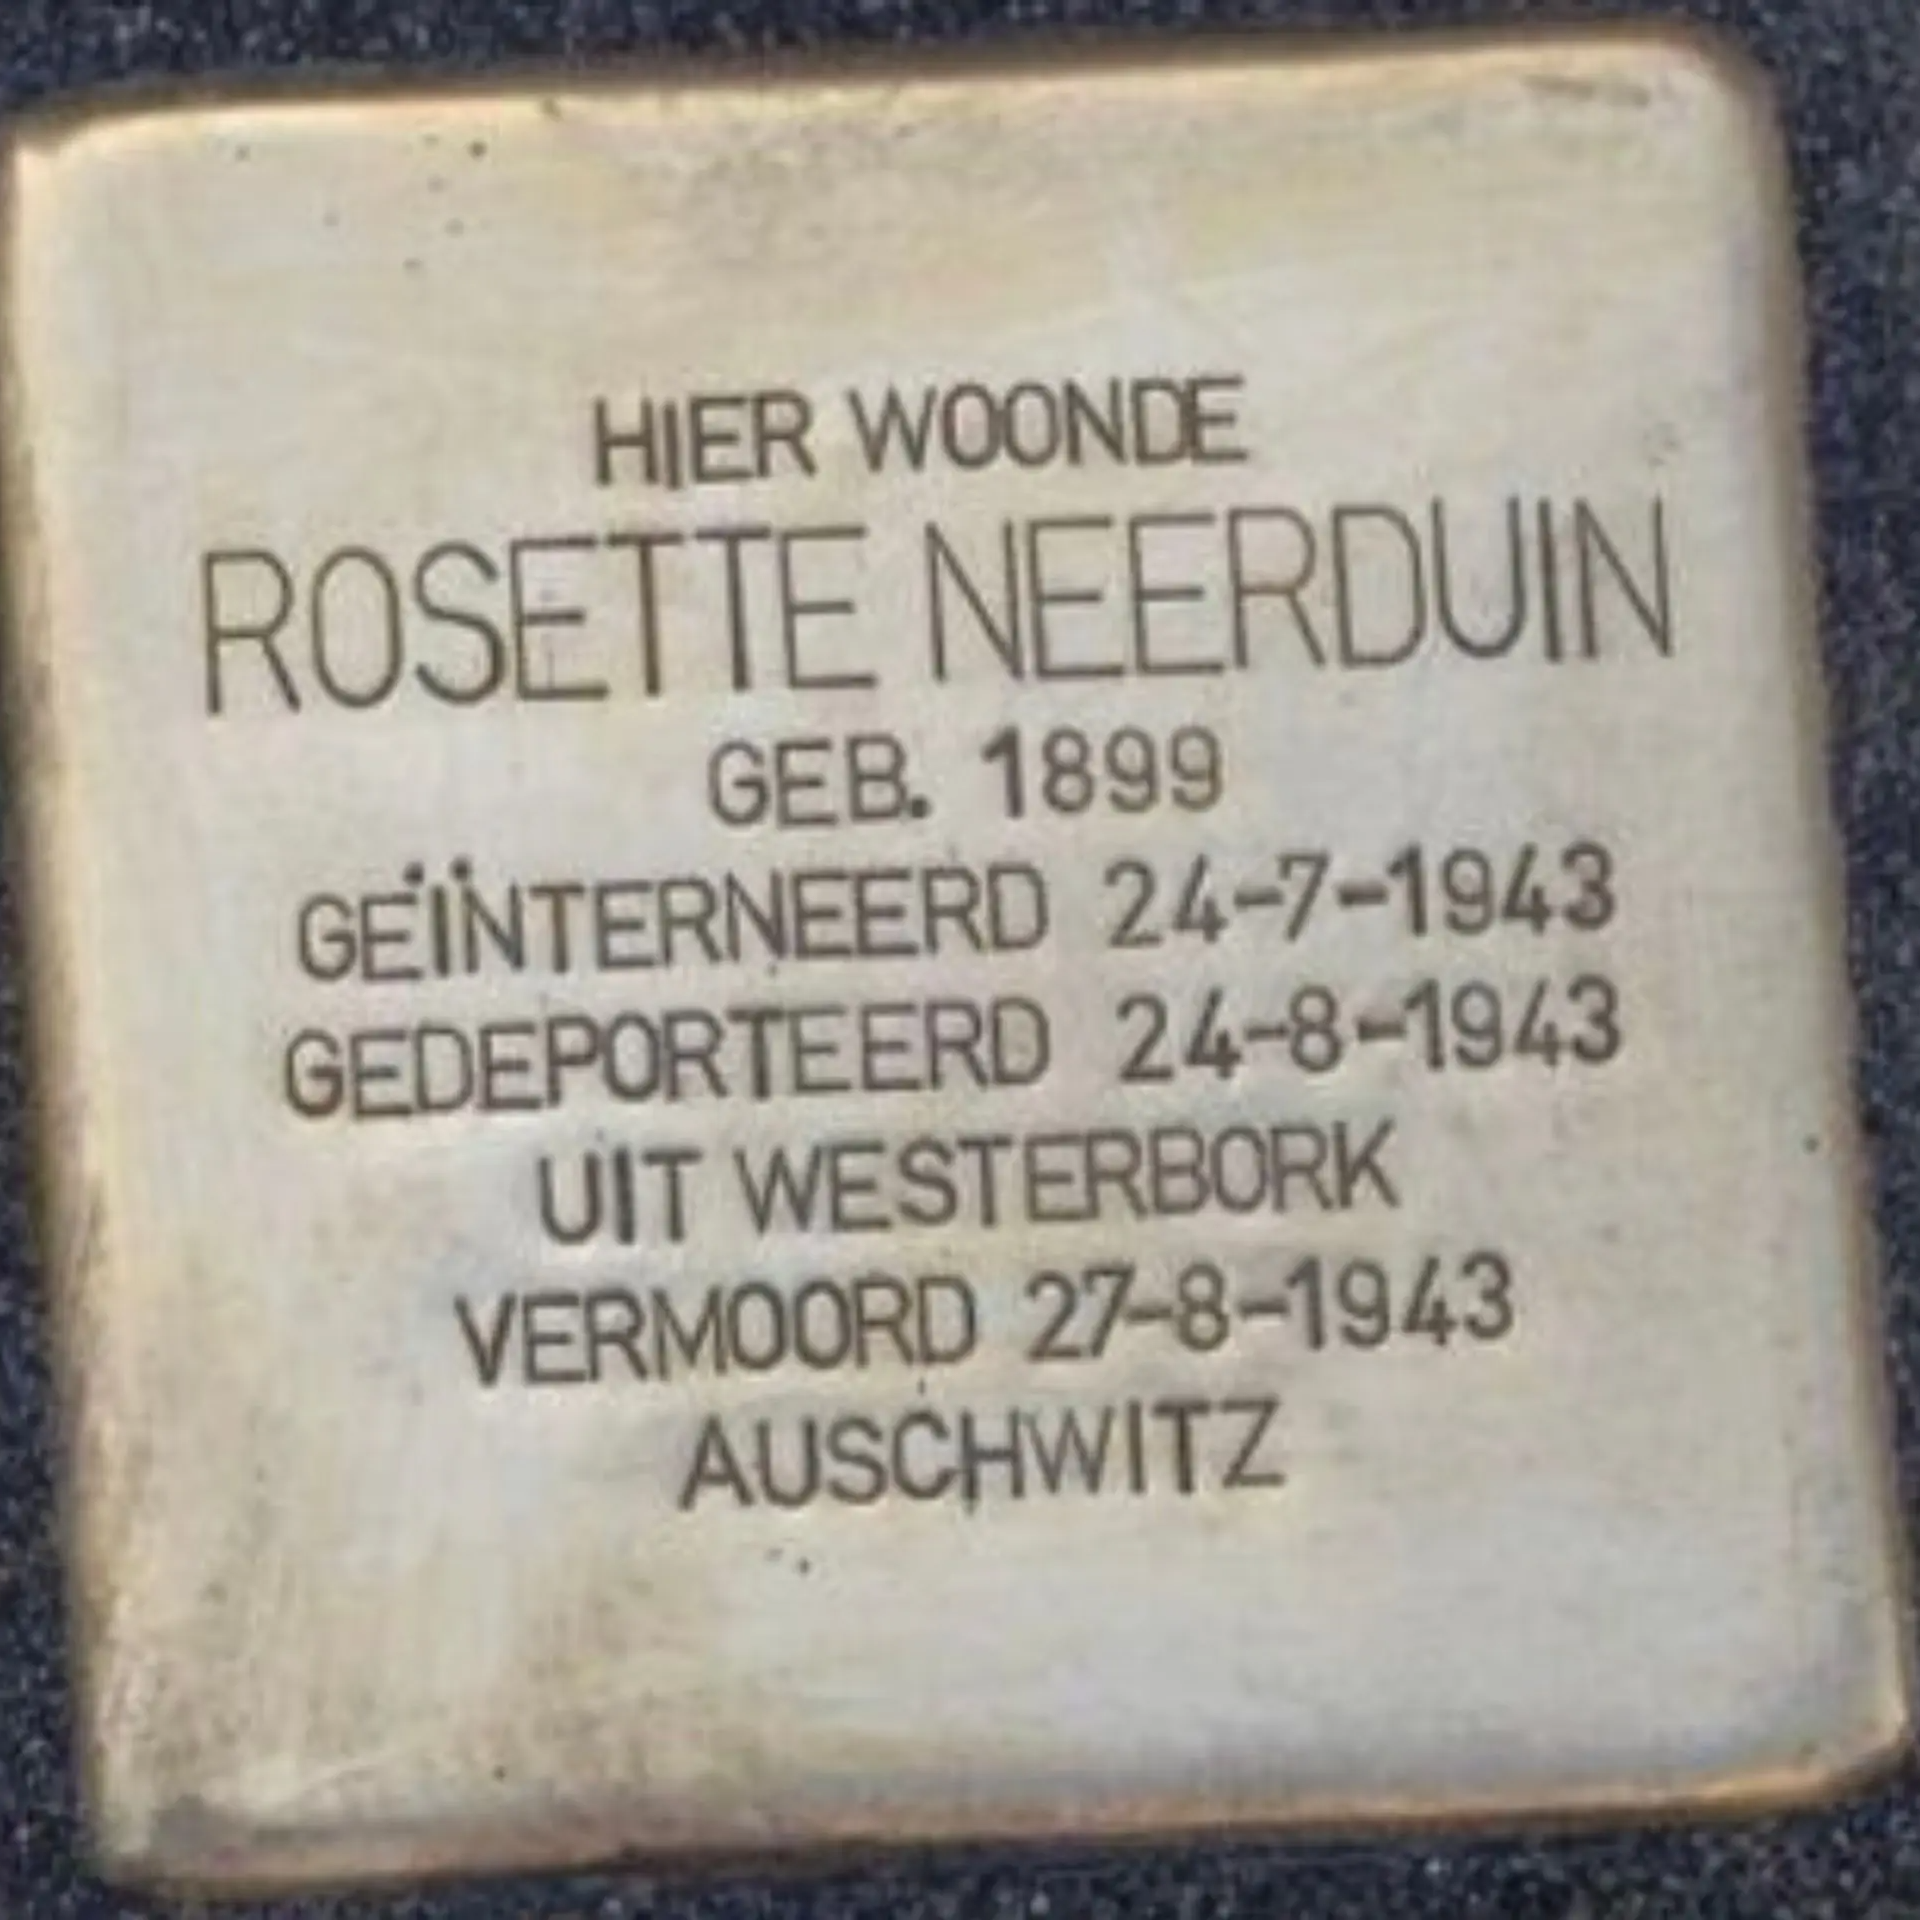 HIER WOONDE
ROSETTE NEERDUIN
GEB. 1899
GEÏNTERNEERD 24-7-1943
GEDEPORTEERD 24-8-1943
UIT WESTERBORK
VERMOORD 27-8-1943
AUSCHWITZ